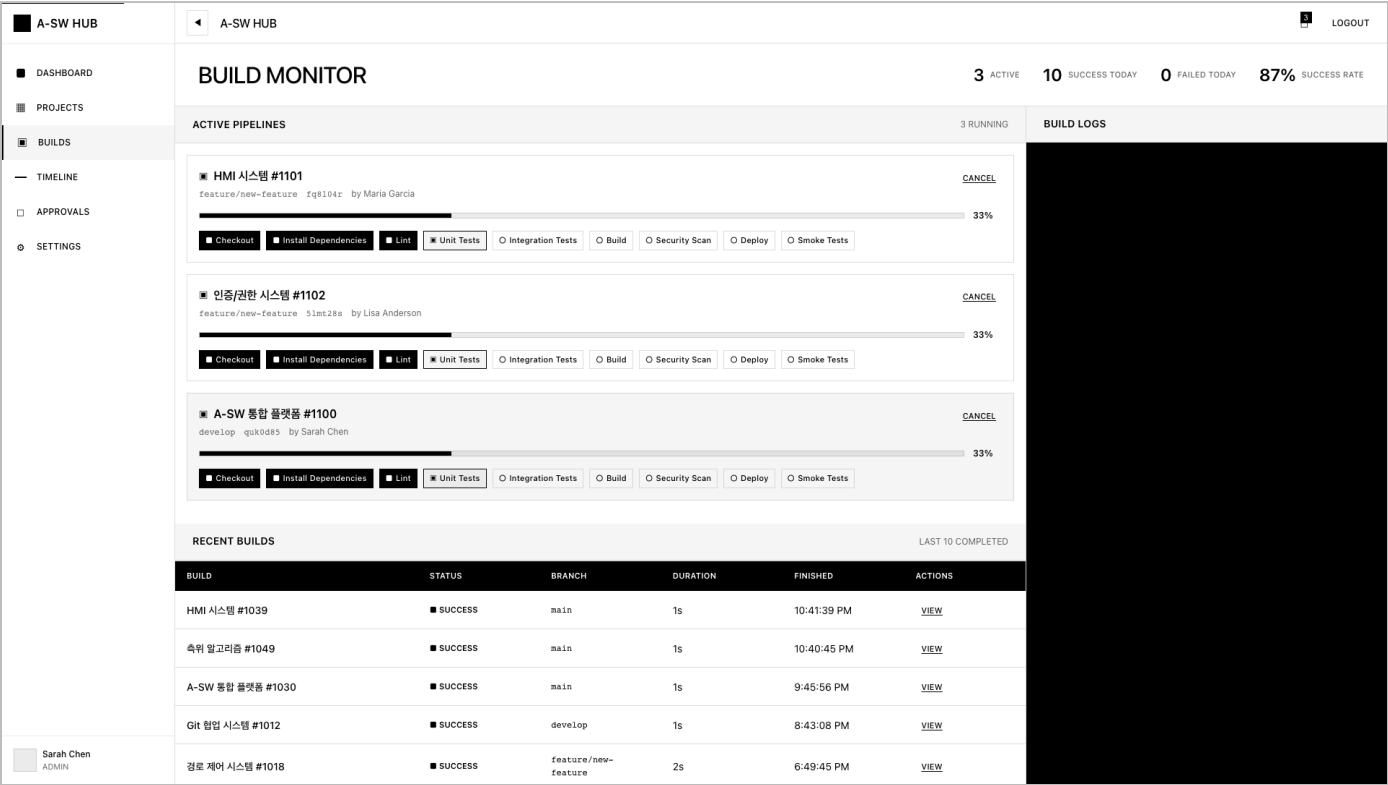 A-SW HUB
DASHBOARD
PROJECTS
BUILDS
TIMELINE
APPROVALS
SETTINGS
Sarah Chen
ADMIN
A-SW HUB
3
LOGOUT
BUILD MONITOR
3 ACTIVE 10 SUCCESS TODAY 0 FAILED TODAY 87% SUCCESS RATE
ACTIVE PIPELINES 3 RUNNING
HMI 시스템 #1101 CANCEL
feature/new-feature fq8l04r by Maria Garcia
33%
Checkout Install Dependencies Lint Unit Tests Integration Tests Build Security Scan Deploy Smoke Tests
인증/권한 시스템 #1102 CANCEL
feature/new-feature 5lmt28s by Lisa Anderson
33%
Checkout Install Dependencies Lint Unit Tests Integration Tests Build Security Scan Deploy Smoke Tests
A-SW 통합 플랫폼 #1100 CANCEL
develop quk0d85 by Sarah Chen
33%
Checkout Install Dependencies Lint Unit Tests Integration Tests Build Security Scan Deploy Smoke Tests
RECENT BUILDS LAST 10 COMPLETED
BUILD STATUS BRANCH DURATION FINISHED ACTIONS
HMI 시스템 #1039 SUCCESS main 1s 10:41:39 PM VIEW
측위 알고리즘 #1049 SUCCESS main 1s 10:40:45 PM VIEW
A-SW 통합 플랫폼 #1030 SUCCESS main 1s 9:45:56 PM VIEW
Git 협업 시스템 #1012 SUCCESS develop 1s 8:43:08 PM VIEW
경로 제어 시스템 #1018 SUCCESS feature/new- 2s 6:49:45 PM VIEW
feature
BUILD LOGS